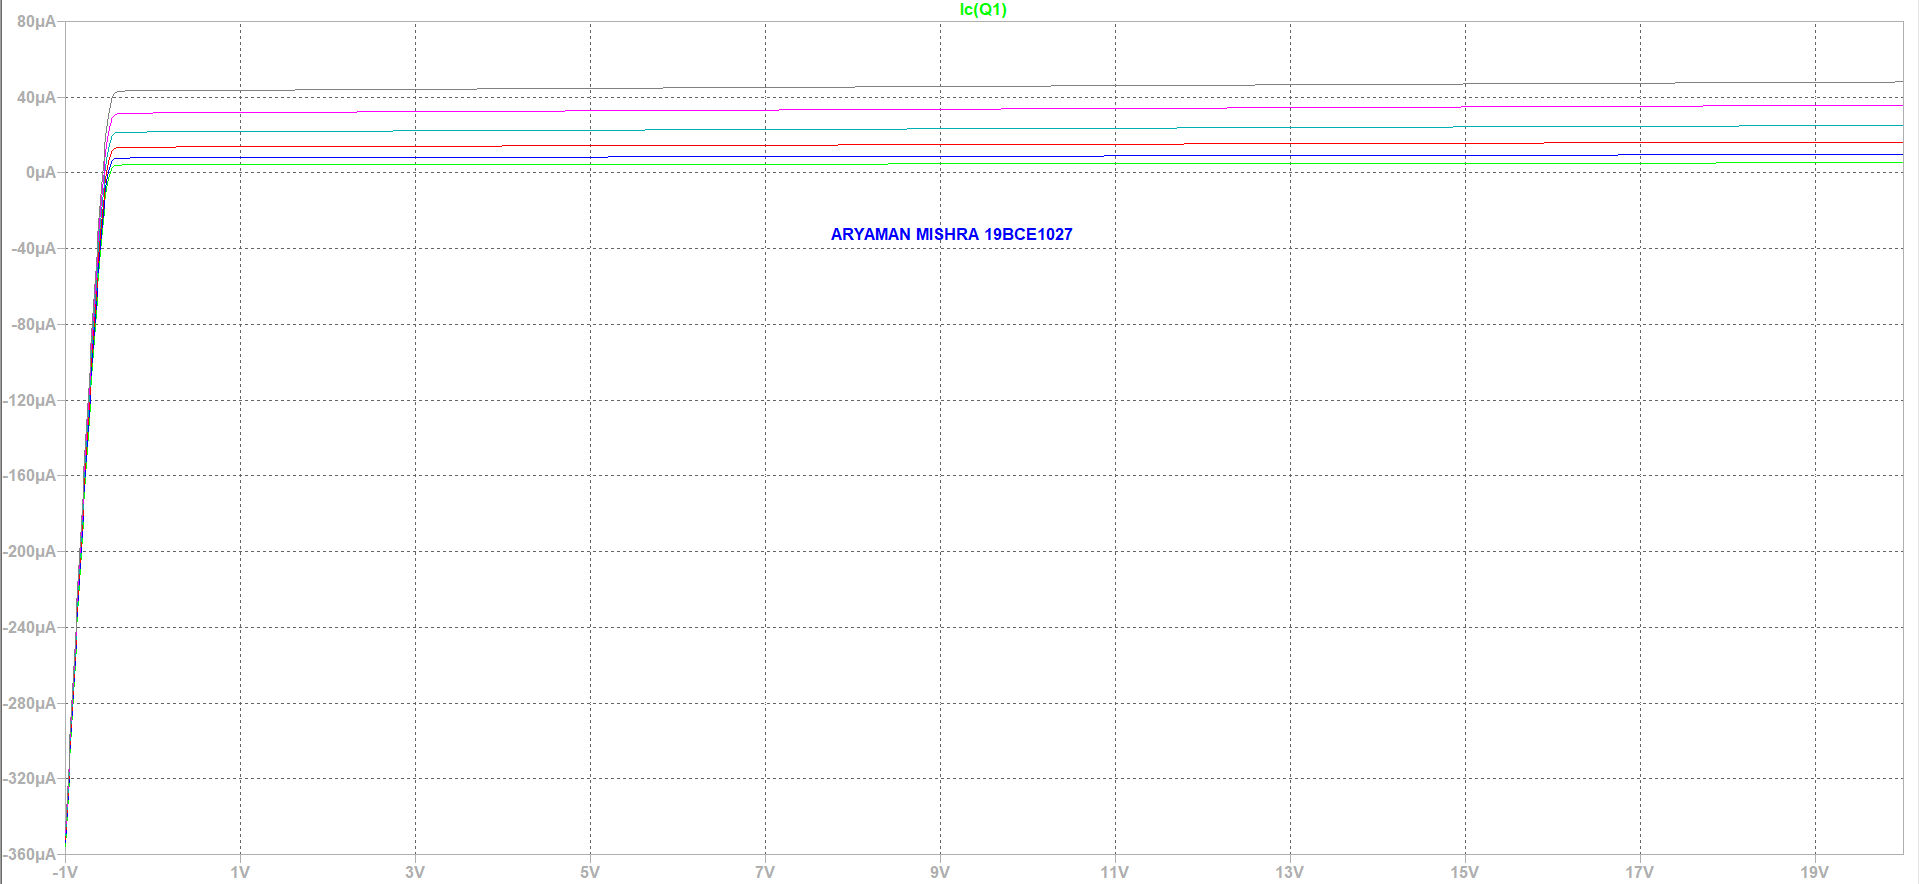 Ic(Q1)
80µA
40µA
0µA
-40µA
-80µA
-120µA
-160µA
-200µA
-240µA
-280µA
-320µA
-360µA
ARYAMAN MISHRA 19BCE1027
-1V 1V 3V 5V 7V 9V 11V 13V 15V 17V 19V